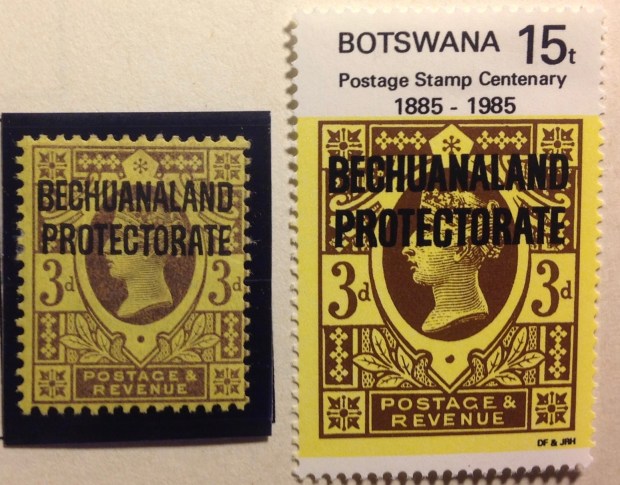 BECHUANALAND
PROTECTORATE
3d 3d
POSTAGE &
REVENUE
BOTSWANA 15t
Postage Stamp Centenary
1885 - 1985
BECHUANALAND
PROTECTORATE
3d 3d
POSTAGE &
REVENUE
DF & JRH